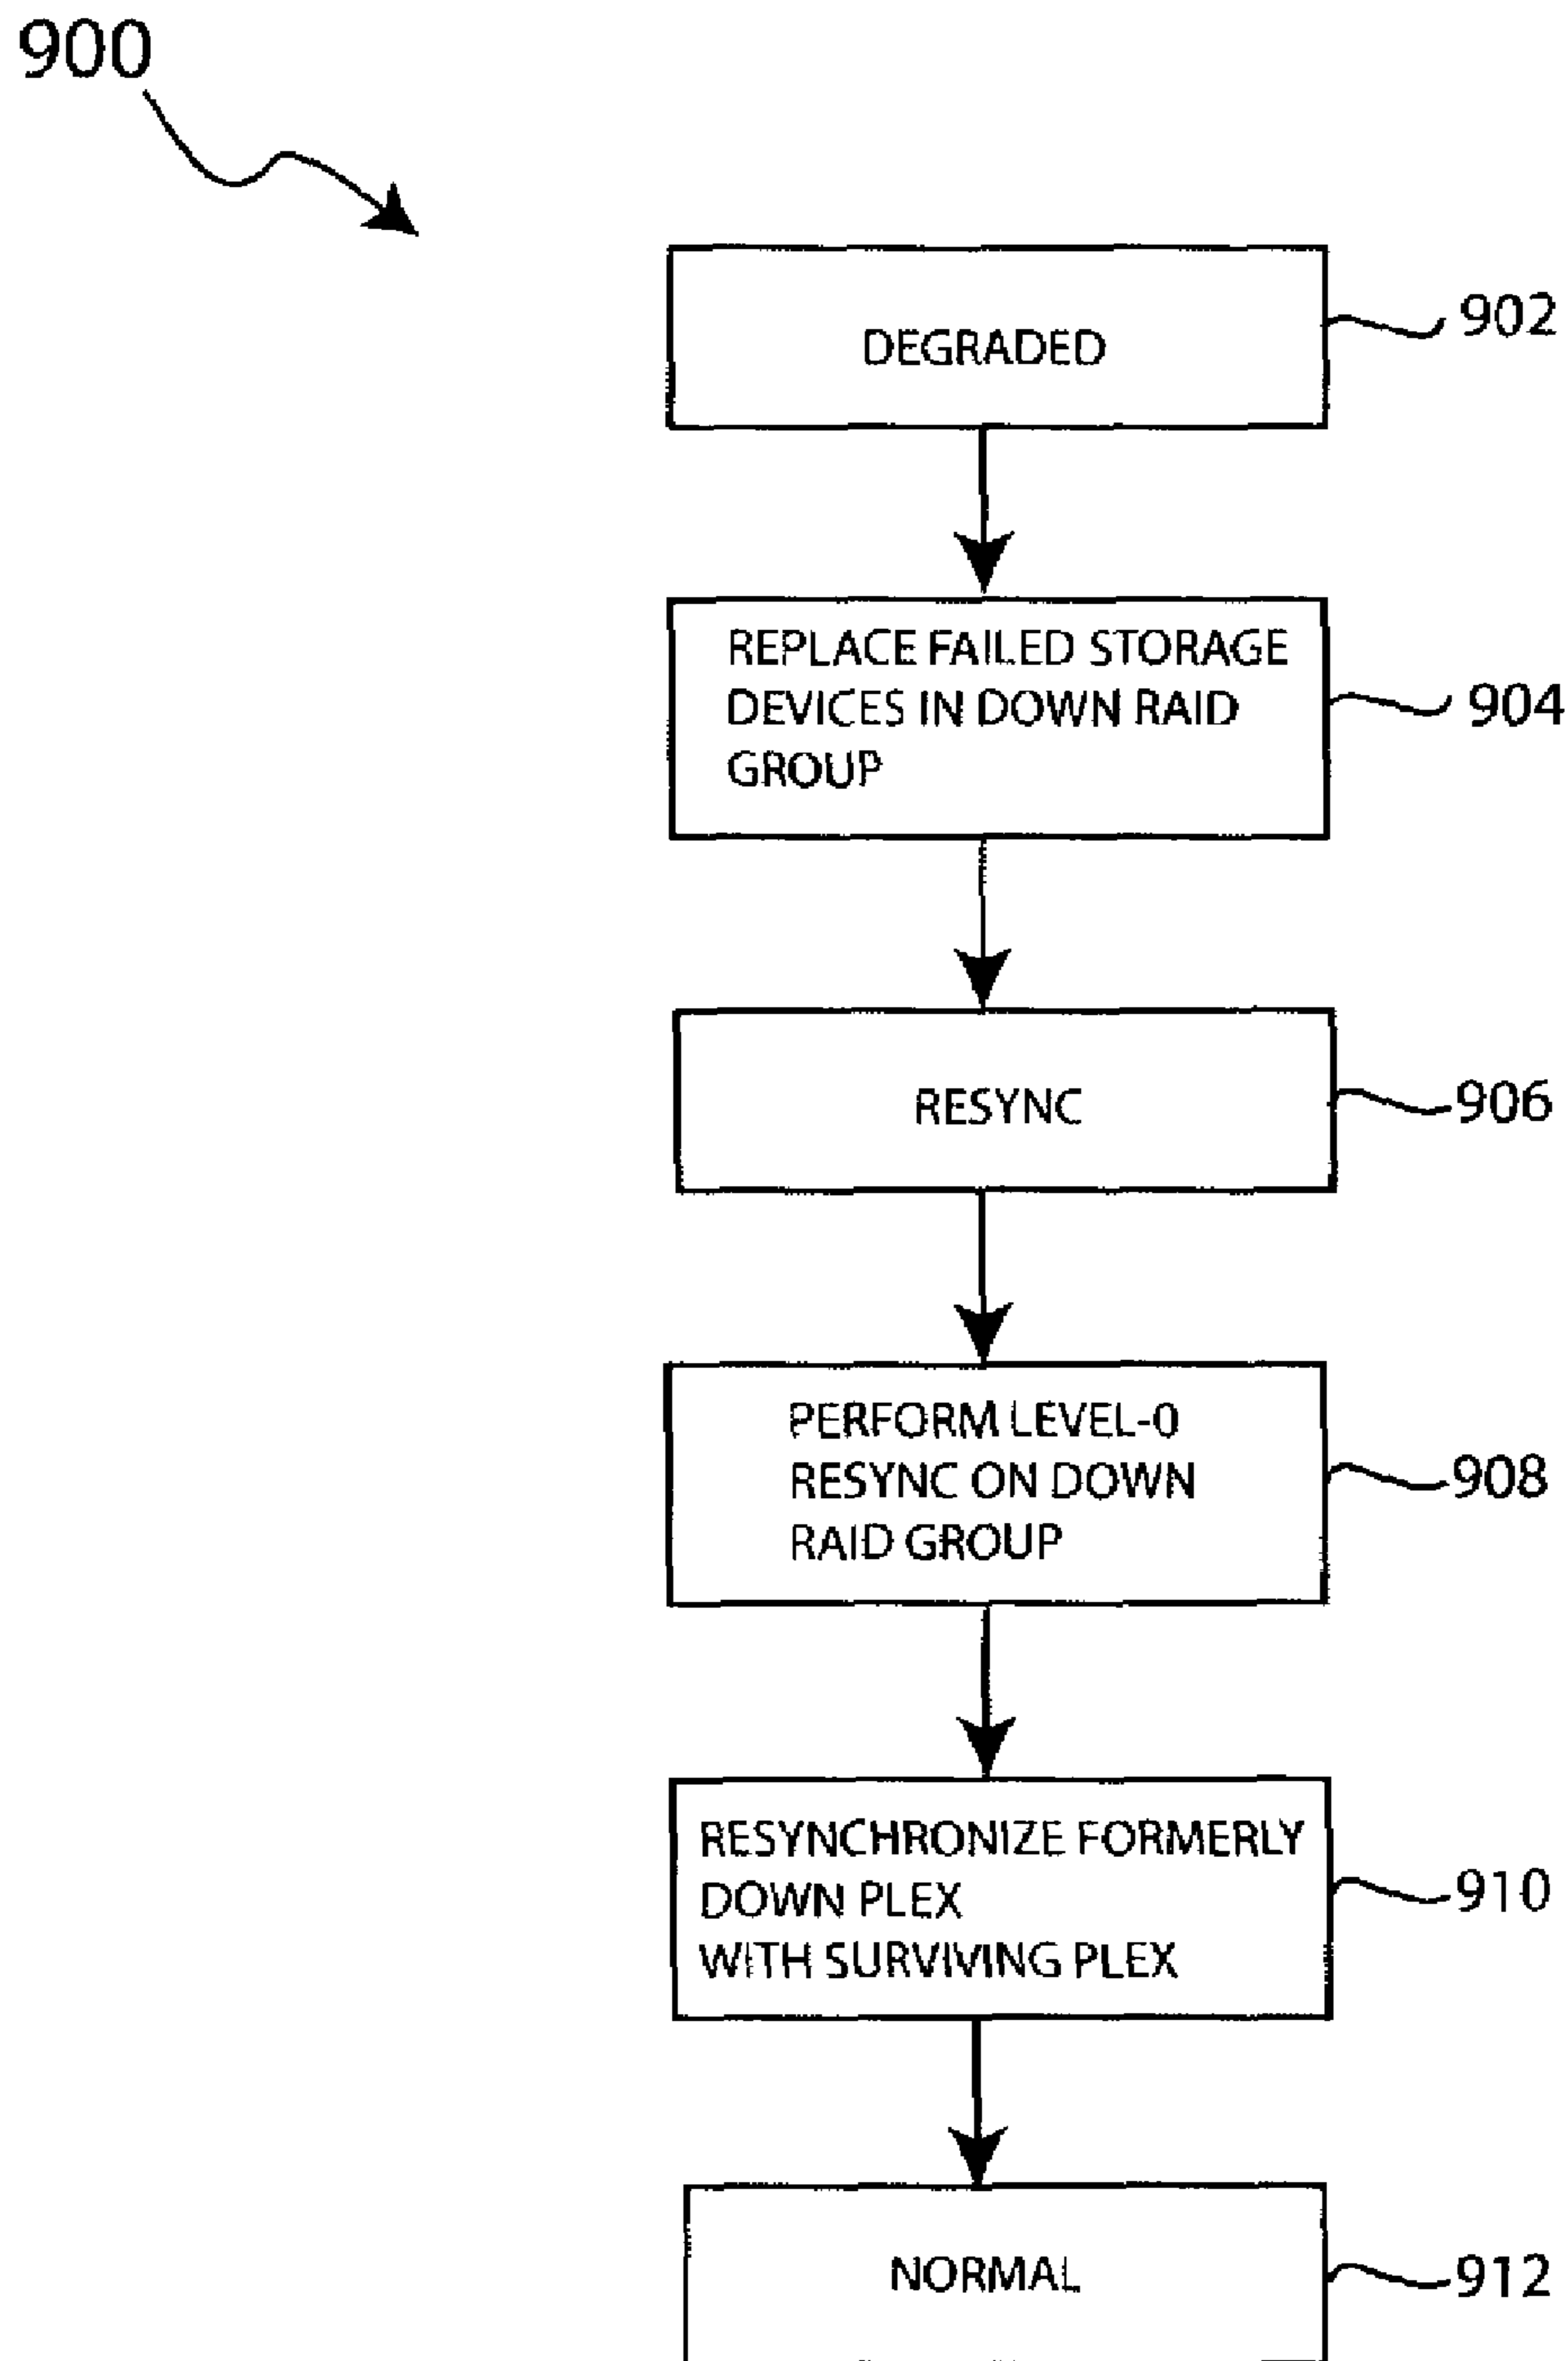 900
DEGRADED
902
REPLACE FAILED STORAGE
DEVICES IN DOWN RAID
GROUP
904
RESYNC
906
PERFORM LEVEL-0
RESYNC ON DOWN
RAID GROUP
908
RESYNCHRONIZE FORMERLY
DOWN PLEX
WITH SURVIVING PLEX
910
NORMAL
912